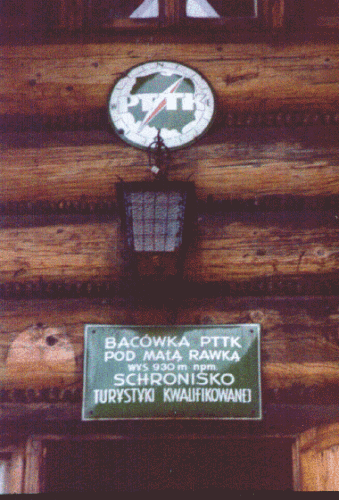 PTTK
BACÓWKA PTTK
POD MAŁĄ RAWKĄ
WYS 930 m npm
SCHRONISKO
TURYSTYKI KWALIFIKOWANEJ